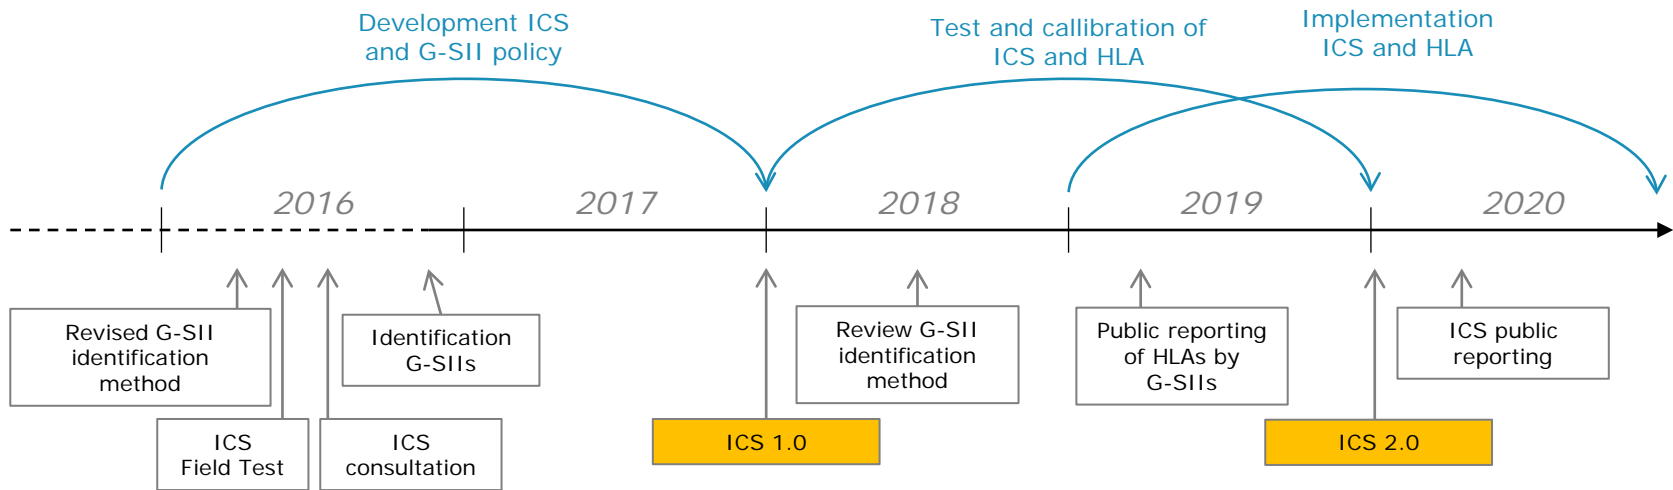 Development ICS
and G-SII policy
Test and callibration of
ICS and HLA
Implementation
ICS and HLA
2016
2017
2018
2019
2020
Revised G-SII
identification
method
Identification
G-SIIs
Review G-SII
identification
method
Public reporting
of HLAs by
G-SIIs
ICS public
reporting
ICS
Field Test
ICS
consultation
ICS 1.0
ICS 2.0